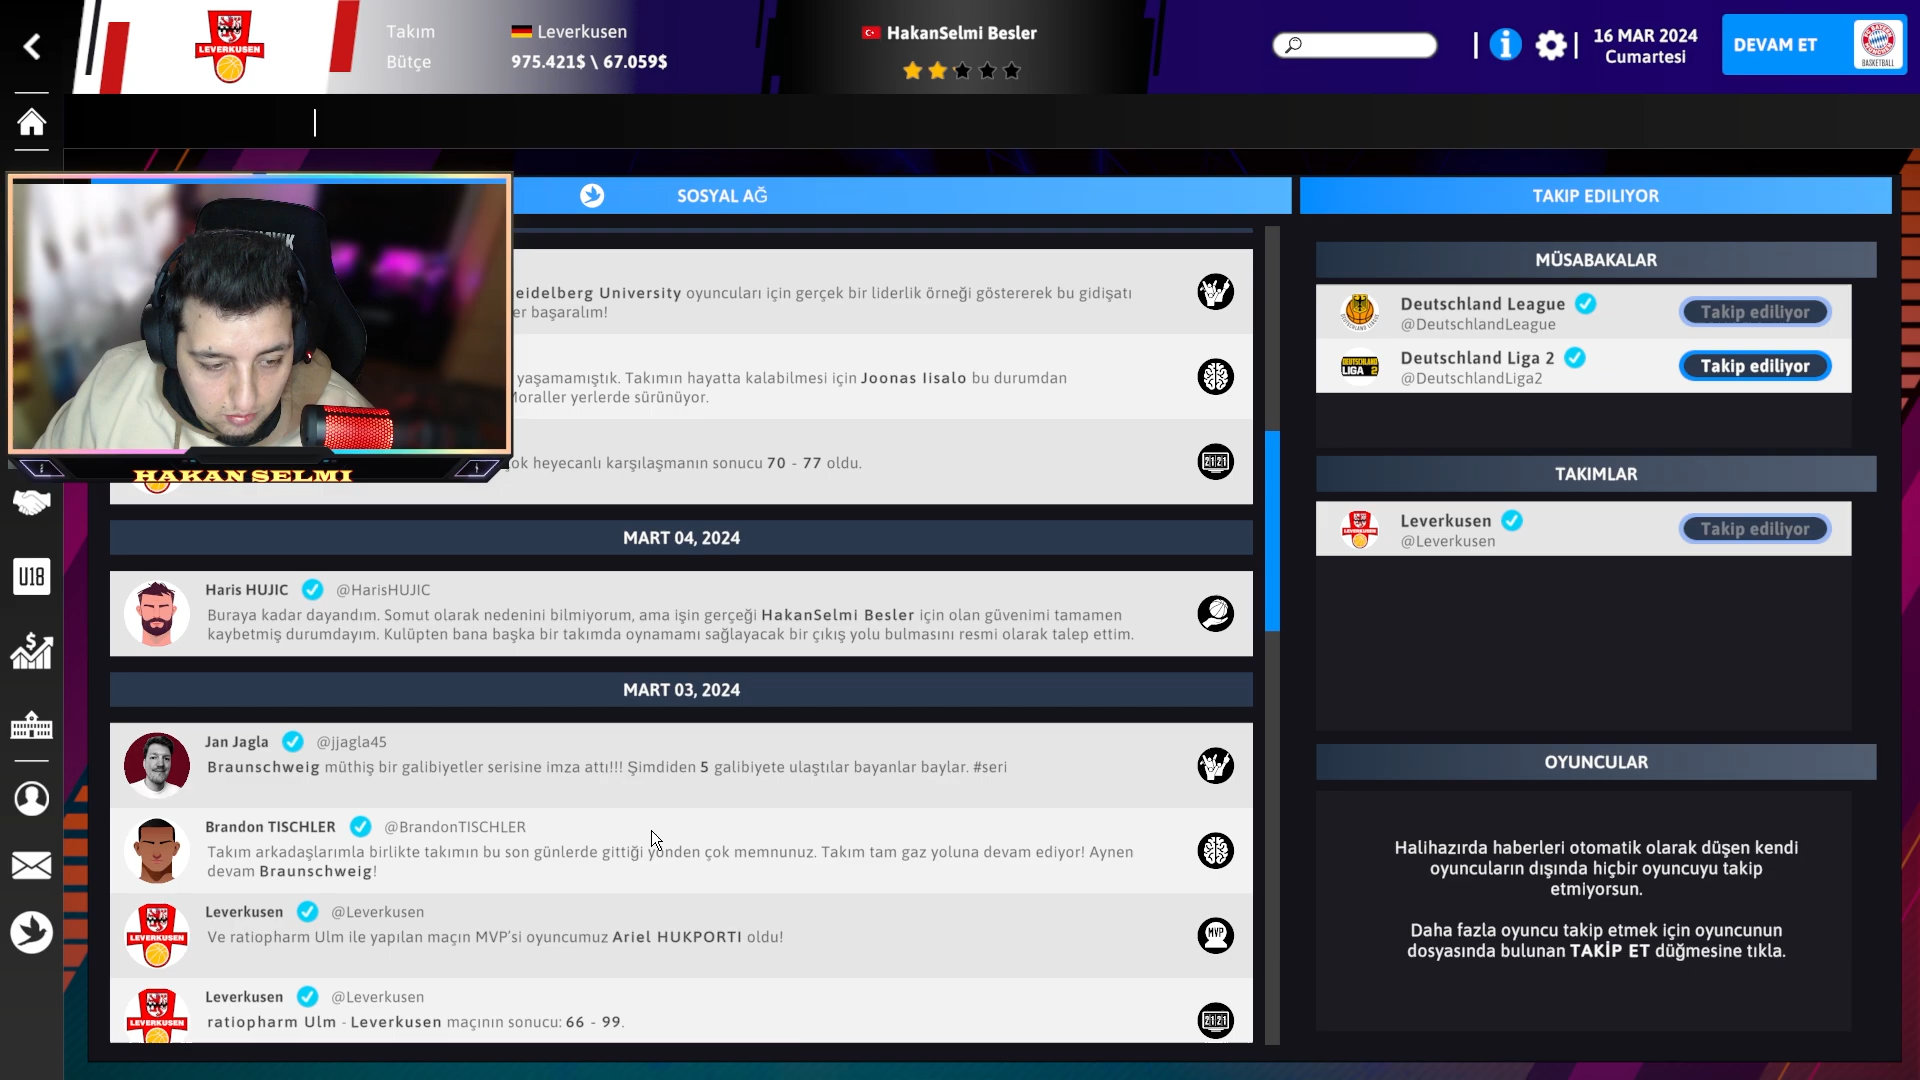 Takım
Leverkusen
Bütçe
975.421$ \ 67.059$
HakanSelmi Besler
16 MAR 2024
Cumartesi
DEVAM ET
BASKETBALL
SOSYAL AĞ
TAKIP EDILIYOR
eidelberg University oyuncuları için gerçek bir liderlik örneği göstererek bu gidişatı
er başaralım!
yaşamamıştık. Takımın hayatta kalabilmesi için Joonas Iisalo bu durumdan
Moraller yerlerde sürünüyor.
ok heyecanlı karşılaşmanın sonucu 70 - 77 oldu.
HAKAN SELMI
MART 04, 2024
Haris HUJIC @HarisHUJIC
Buraya kadar dayandım. Somut olarak nedenini bilmiyorum, ama işin gerçeği HakanSelmi Besler için olan güvenimi tamamen
kaybetmiş durumdayım. Kulüpten bana başka bir takımda oynamamı sağlayacak bir çıkış yolu bulmasını resmi olarak talep ettim.
MART 03, 2024
Jan Jagla @jjagla45
Braunschweig müthiş bir galibiyetler serisine imza attı!!! Şimdiden 5 galibiyete ulaştılar bayanlar baylar. #seri
Brandon TISCHLER @BrandonTISCHLER
Takım arkadaşlarımla birlikte takımın bu son günlerde gittiği yönden çok memnunuz. Takım tam gaz yoluna devam ediyor! Aynen
devam Braunschweig!
Leverkusen @Leverkusen
Ve ratiopharm Ulm ile yapılan maçın MVP'si oyuncumuz Ariel HUKPORTI oldu!
MVP
Leverkusen @Leverkusen
ratiopharm Ulm - Leverkusen maçının sonucu: 66 - 99.
LEVERKUSEN
U18
MÜSABAKALAR
Deutschland League
@DeutschlandLeague
Takip ediliyor
Deutschland Liga 2
@DeutschlandLiga2
Takip ediliyor
TAKIMLAR
Leverkusen
@Leverkusen
Takip ediliyor
OYUNCULAR
Halihazırda haberleri otomatik olarak düşen kendi
oyuncuların dışında hiçbir oyuncuyu takip
etmiyorsun.
Daha fazla oyuncu takip etmek için oyuncunun
dosyasında bulunan TAKİP ET düğmesine tıkla.